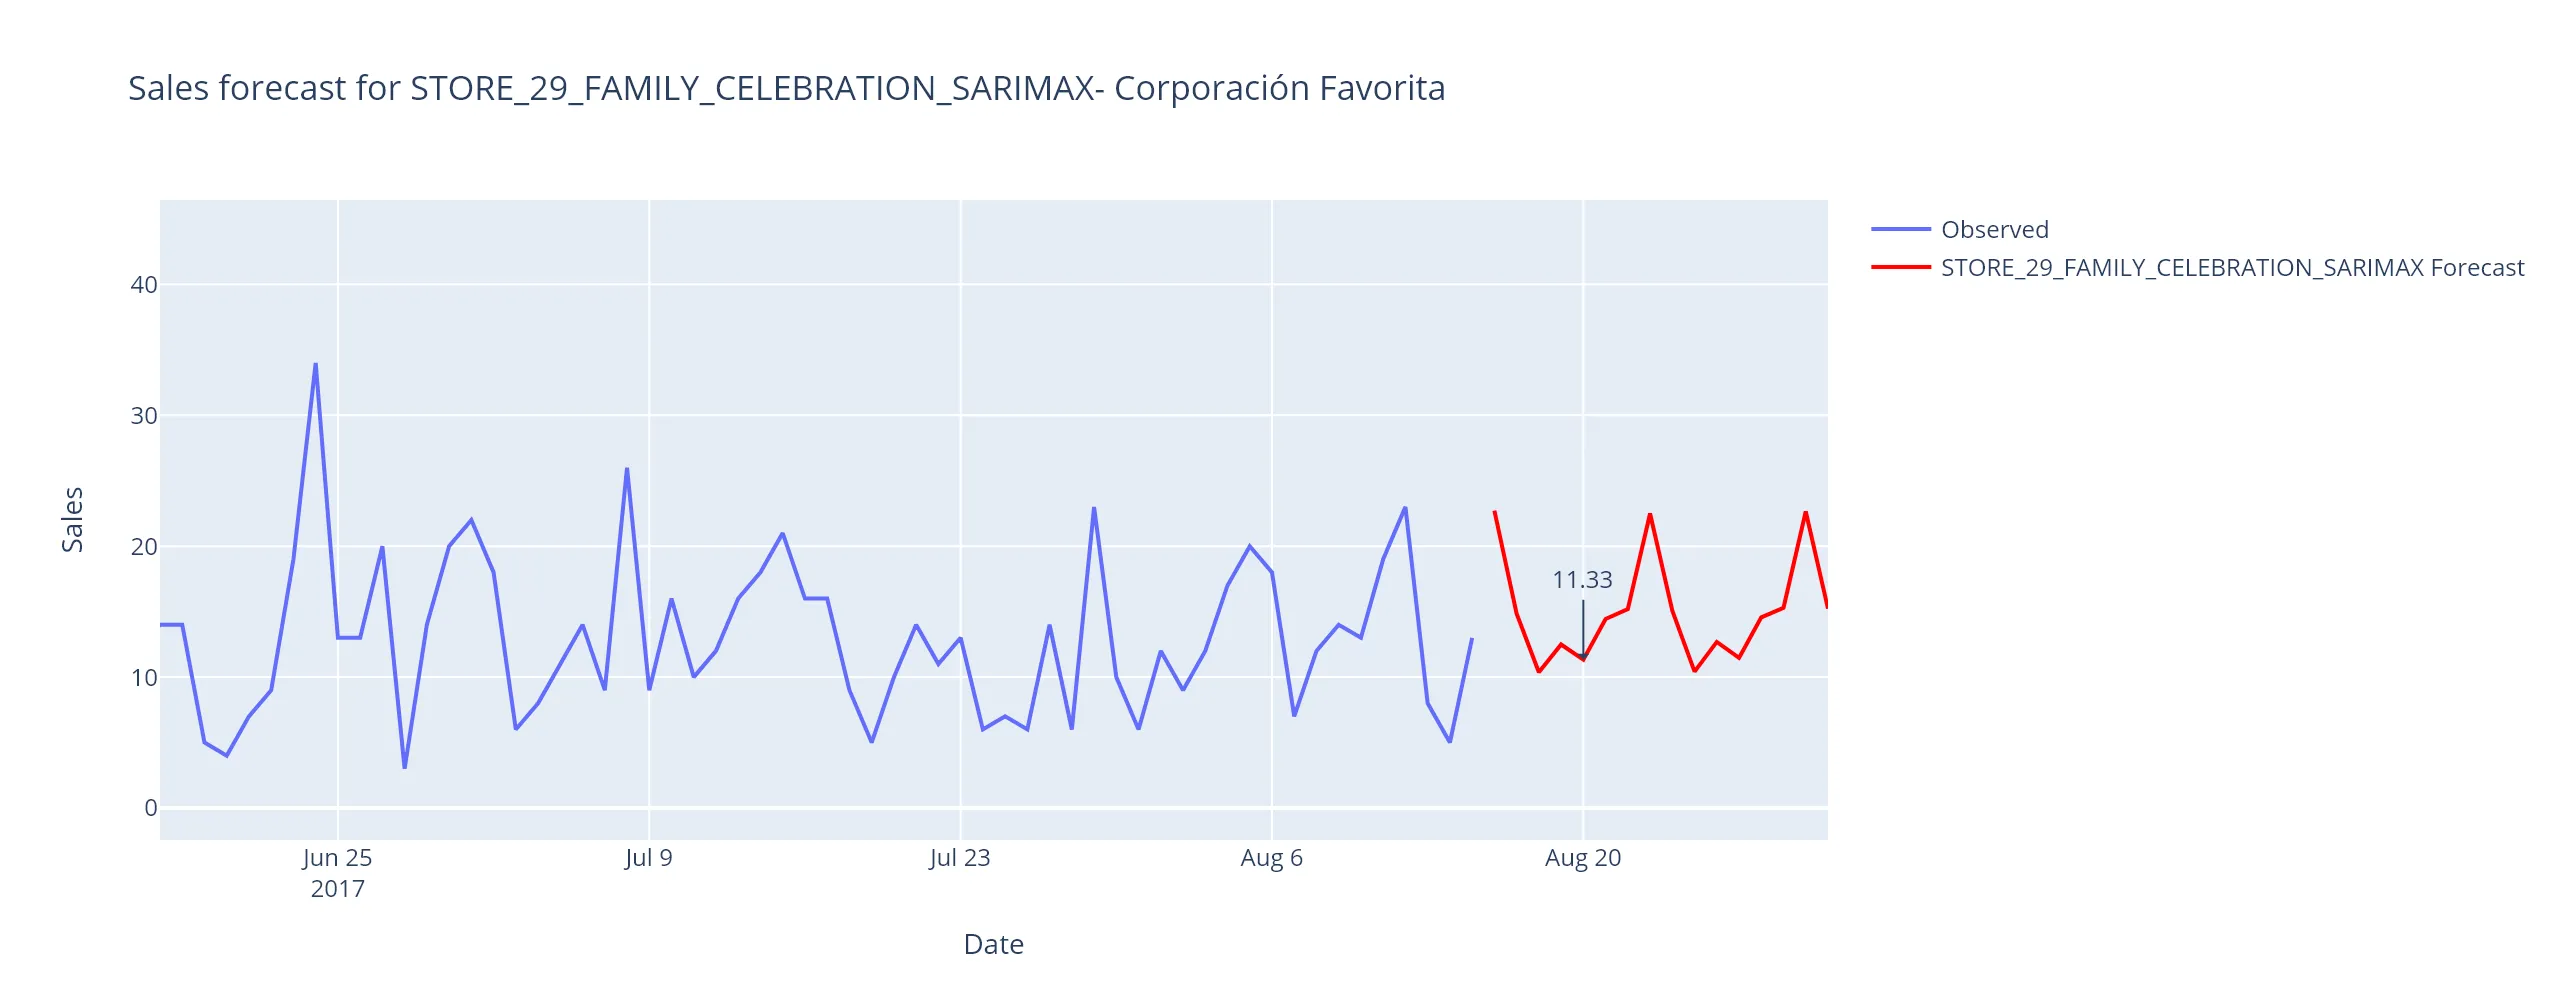 Sales forecast for STORE_29_FAMILY_CELEBRATION_SARIMAX- Corporación Favorita
Observed
STORE_29_FAMILY_CELEBRATION_SARIMAX Forecast
Sales
40
30
20
10
0
11.33
Jun 25
2017
Jul 9
Jul 23
Aug 6
Aug 20
Date